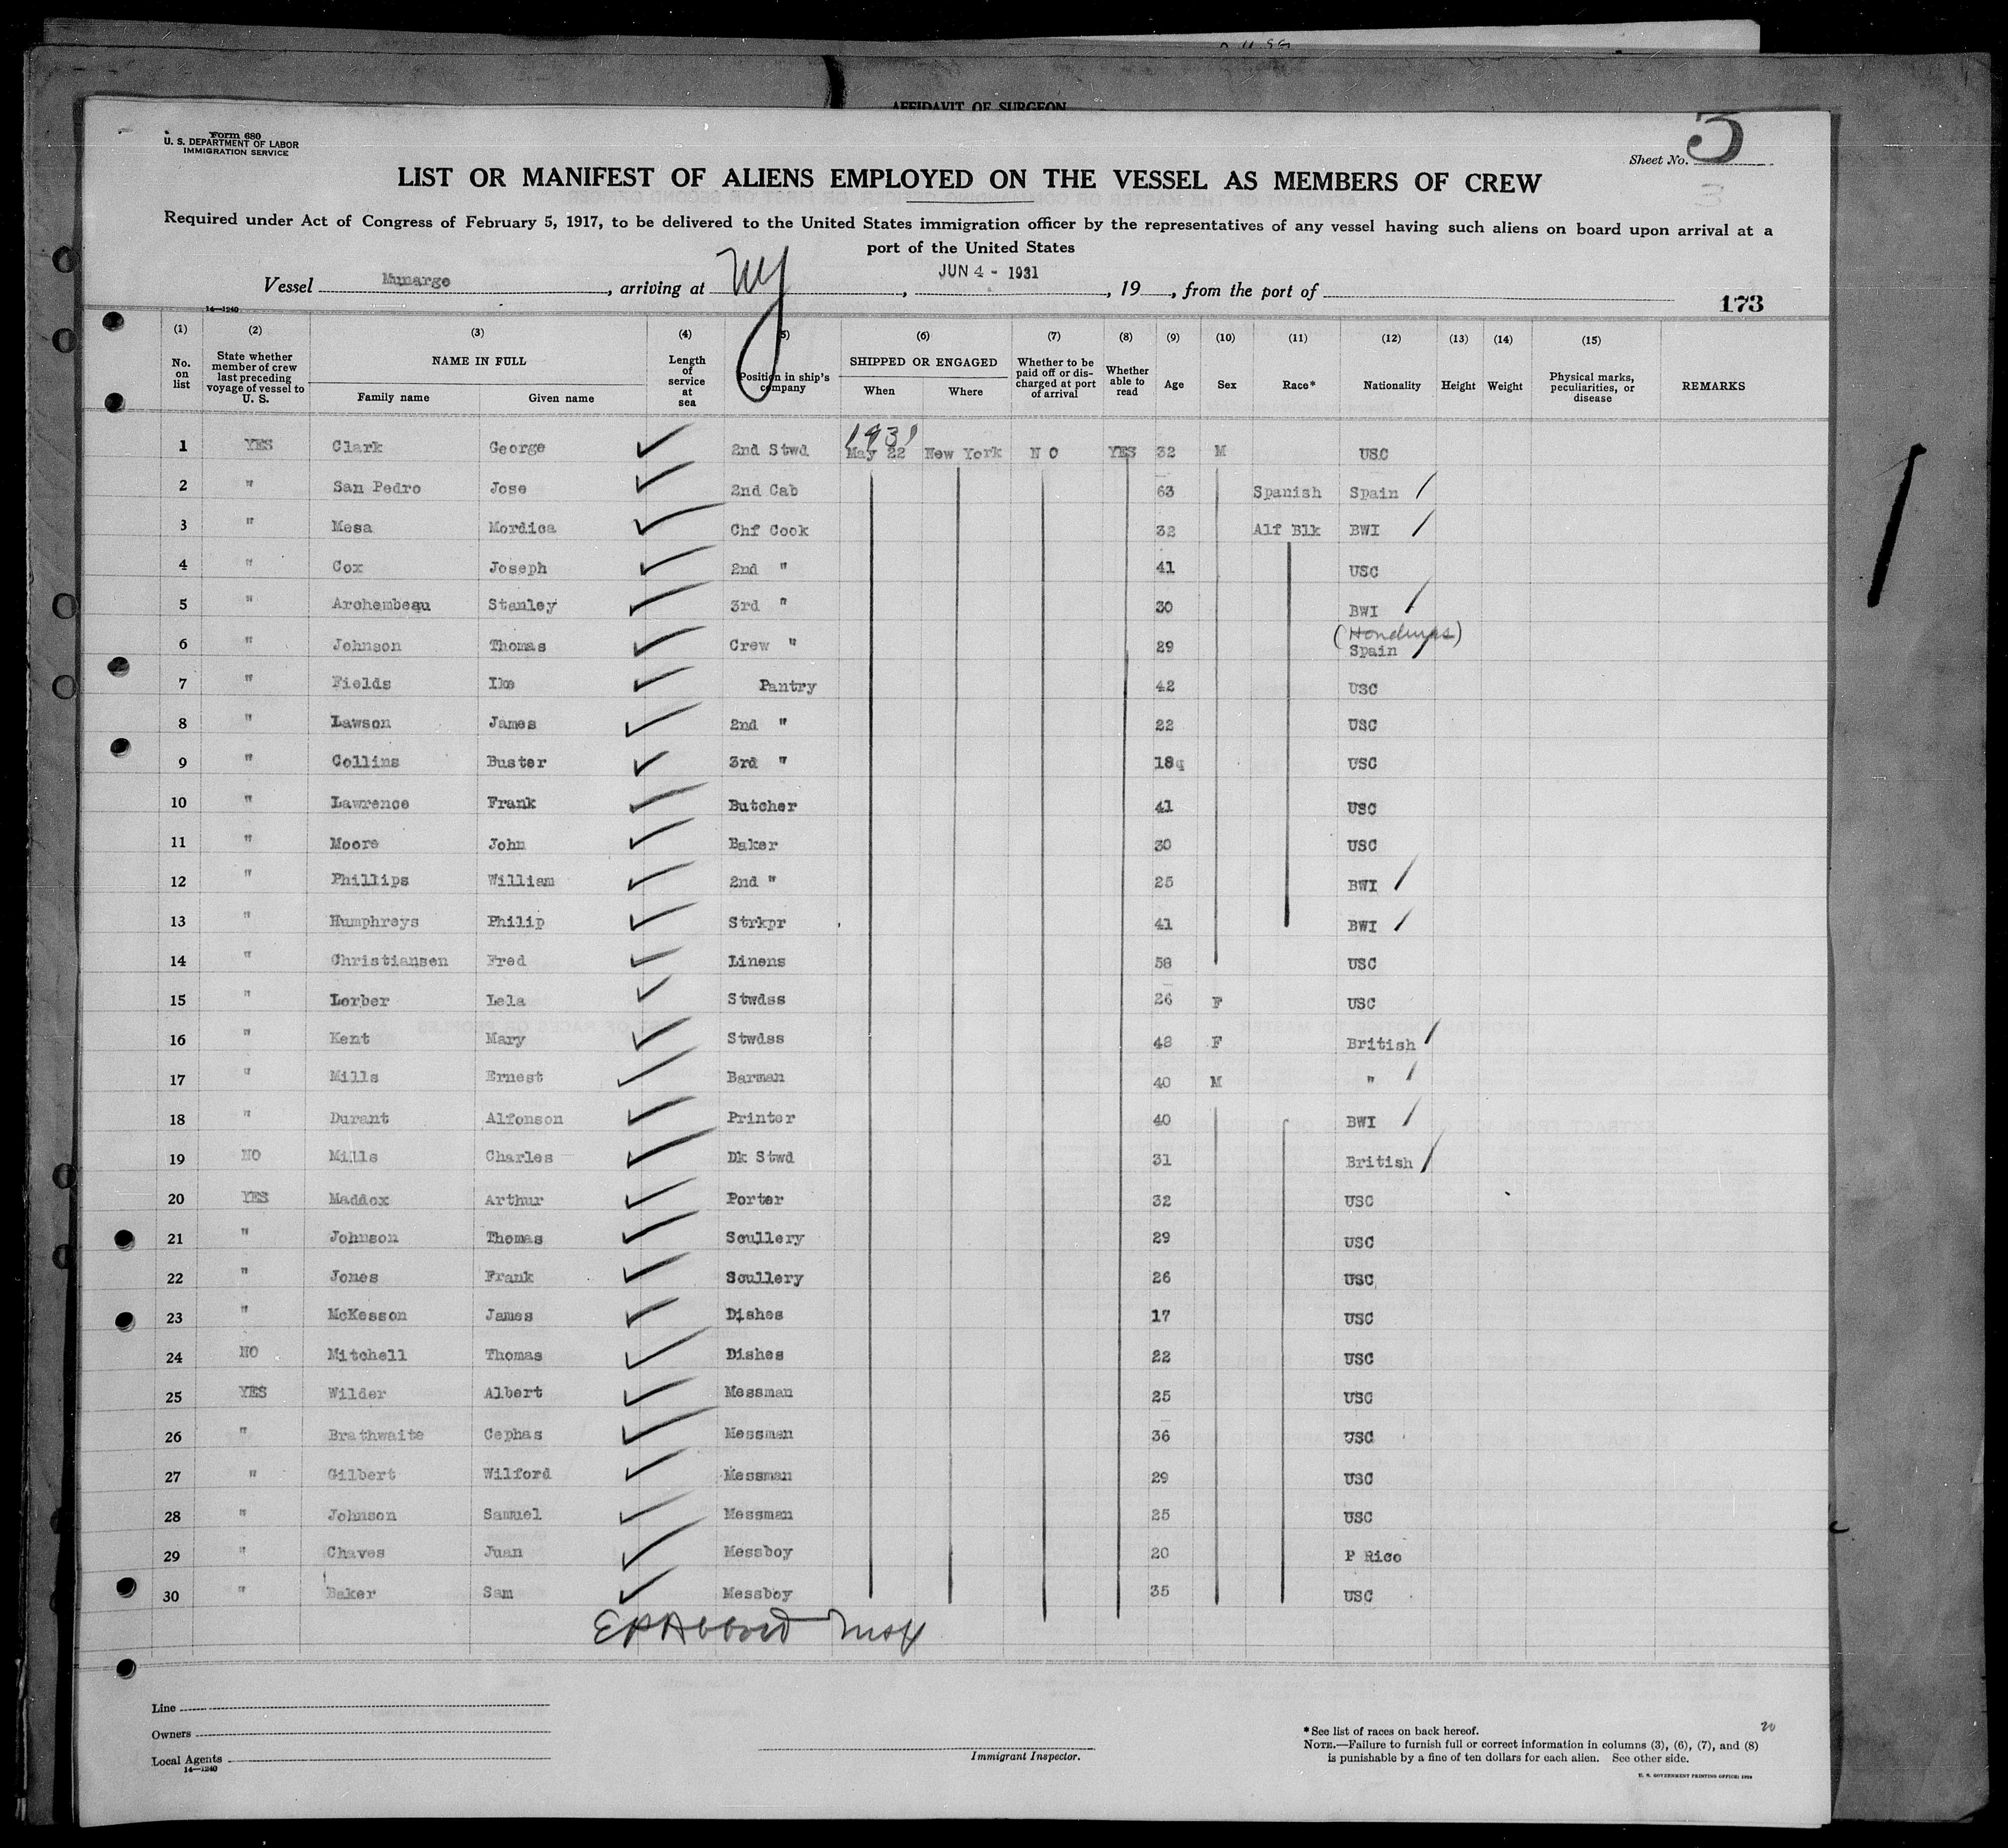 AFFIDAVIT OF SURGEON
Form 680
U. S. DEPARTMENT OF LABOR
IMMIGRATION SERVICE
Sheet No. 3
LIST OR MANIFEST OF ALIENS EMPLOYED ON THE VESSEL AS MEMBERS OF CREW
Required under Act of Congress of February 5, 1917, to be delivered to the United States immigration officer by the representatives of any vessel having such aliens on board upon arrival at a
port of the United States
Vessel Munargo, arriving at NY, JUN 4 - 1931, 19, from the port of
14—1240
173
(1) (2) (3) (4) (5) (6) (7) (8) (9) (10) (11) (12) (13) (14) (15)
No. on list State whether member of crew last preceding voyage of vessel to U. S. NAME IN FULL Family name Given name Length of service at sea Position in ship's company SHIPPED OR ENGAGED When Where Whether to be paid off or discharged at port of arrival Whether able to read Age Sex Race* Nationality Height Weight Physical marks, peculiarities, or disease REMARKS
1931
1 YES Clark George 2nd Stwd May 22 New York NO YES 32 M USC
2 " San Pedro Jose 2nd Cab 63 Spanish Spain
3 " Mesa Mordica Chf Cook 32 Alf Blk BWI
4 " Cox Joseph 2nd " 41 USC
5 " Archembeau Stanley 3rd " 30 BWI
(Honduras)
6 " Johnson Thomas Crew " 29 Spain
7 " Fields Ike Pantry 42 USC
8 " Lawson James 2nd " 22 USC
9 " Collins Buster 3rd " 18 USC
10 " Lawrence Frank Butcher 41 USC
11 " Moore John Baker 30 USC
12 " Phillips William 2nd " 25 BWI
13 " Humphreys Philip Strkpr 41 BWI
14 " Christiansen Fred Linens 58 USC
15 " Lorber Lela Stwdss 26 F USC
16 " Kent Mary Stwdss 48 F British
17 " Mills Ernest Barman 40 M "
18 " Durant Alfonson Printer 40 BWI
19 NO Mills Charles Dk Stwd 31 British
20 YES Maddox Arthur Porter 32 USC
21 " Johnson Thomas Scullery 29 USC
22 " Jones Frank Scullery 26 USC
23 " McKesson James Dishes 17 USC
24 NO Mitchell Thomas Dishes 22 USC
25 YES Wilder Albert Messman 25 USC
26 " Brathwaite Cephas Messman 36 USC
27 " Gilbert Wilford Messman 29 USC
28 " Johnson Samuel Messman 25 USC
29 " Chaves Juan Messboy 20 P Rico
30 " Baker Sam Messboy 35 USC
Line
Owners
Local Agents
14—1240
Immigrant Inspector.
*See list of races on back hereof.
20
NOTE.—Failure to furnish full or correct information in columns (3), (6), (7), and (8)
is punishable by a fine of ten dollars for each alien. See other side.